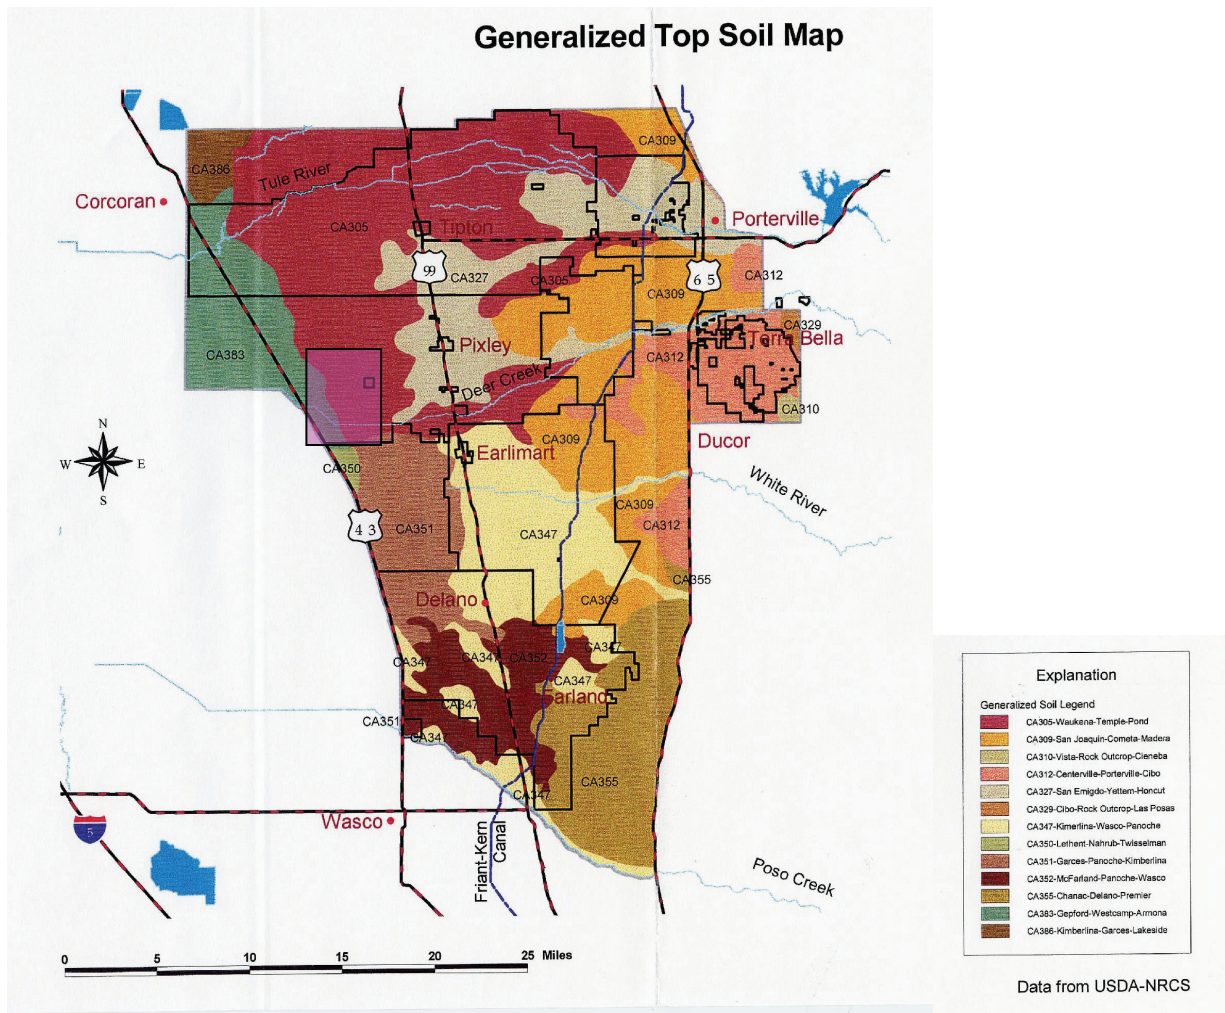 Generalized Top Soil Map
CA309
CA386
Tule River
Corcoran
CA305
Tipton
Porterville
99
CA327
CA305
6 5
CA312
CA309
CA329
Terra Bella
CA383
Pixley
CA312
Deer Creek
CA310
N
W E
S
CA309
Ducor
Earlimart
CA350
White River
CA309
4 3
CA351
CA347
CA312
CA355
Delano
CA309
CA347
CA347
CA352
CA347
CA347
Earland
CA347
CA351
CA347
CA355
CA347
Wasco
5
Friant-Kern
Canal
Poso Creek
0 5 10 15 20 25 Miles
Explanation
Generalized Soil Legend
CA305-Waukena-Temple-Pond
CA309-San Joaquin-Cometa-Madera
CA310-Vista-Rock Outcrop-Cieneba
CA312-Centerville-Porterville-Cibo
CA327-San Emigdo-Yettem-Honcut
CA329-Cibo-Rock Outcrop-Las Posas
CA347-Kimerlina-Wasco-Panoche
CA350-Lethent-Nahrub-Twisselman
CA351-Garces-Panoche-Kimberlina
CA352-McFarland-Panoche-Wasco
CA355-Chanac-Delano-Premier
CA383-Gepford-Westcamp-Armona
CA386-Kimberlina-Garces-Lakeside
Data from USDA-NRCS